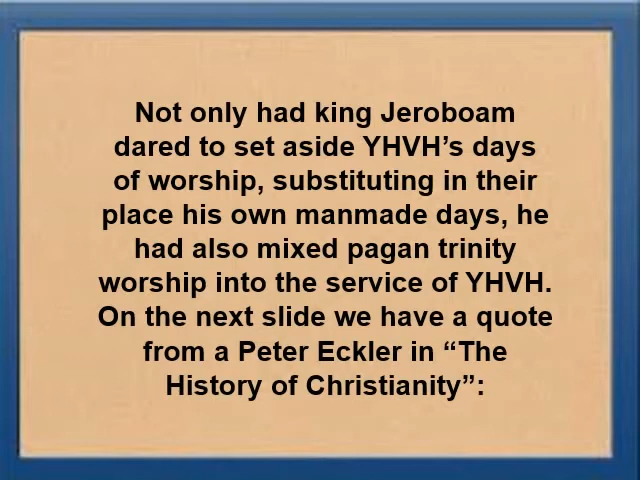 Not only had king Jeroboam
dared to set aside YHVH’s days
of worship, substituting in their
place his own manmade days, he
had also mixed pagan trinity
worship into the service of YHVH.
On the next slide we have a quote
from a Peter Eckler in “The
History of Christianity”: